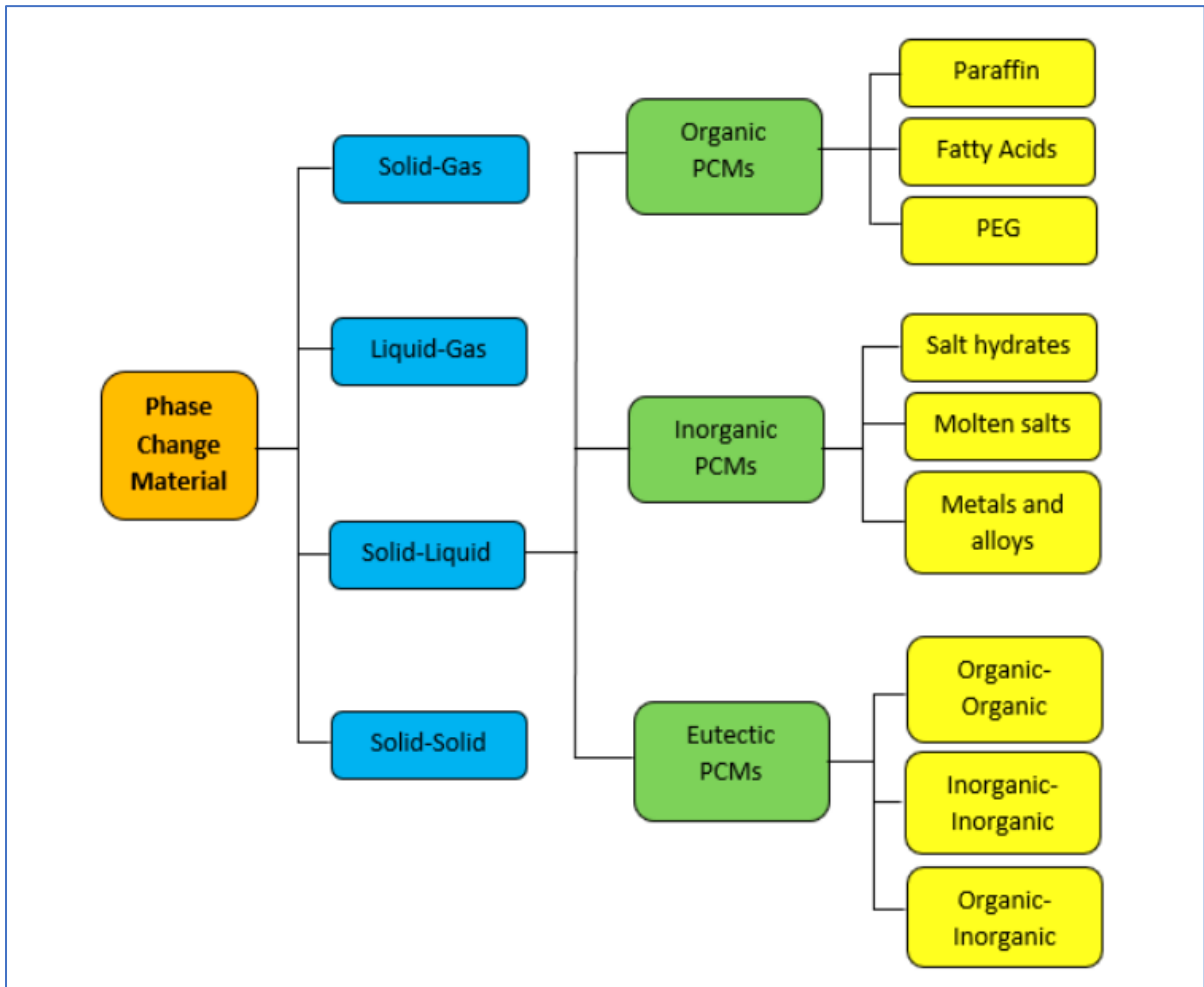 Phase
Change
Material
Solid-Gas
Liquid-Gas
Solid-Liquid
Solid-Solid
Organic
PCMs
Inorganic
PCMs
Eutectic
PCMs
Paraffin
Fatty Acids
PEG
Salt hydrates
Molten salts
Metals and
alloys
Organic-
Organic
Inorganic-
Inorganic
Organic-
Inorganic